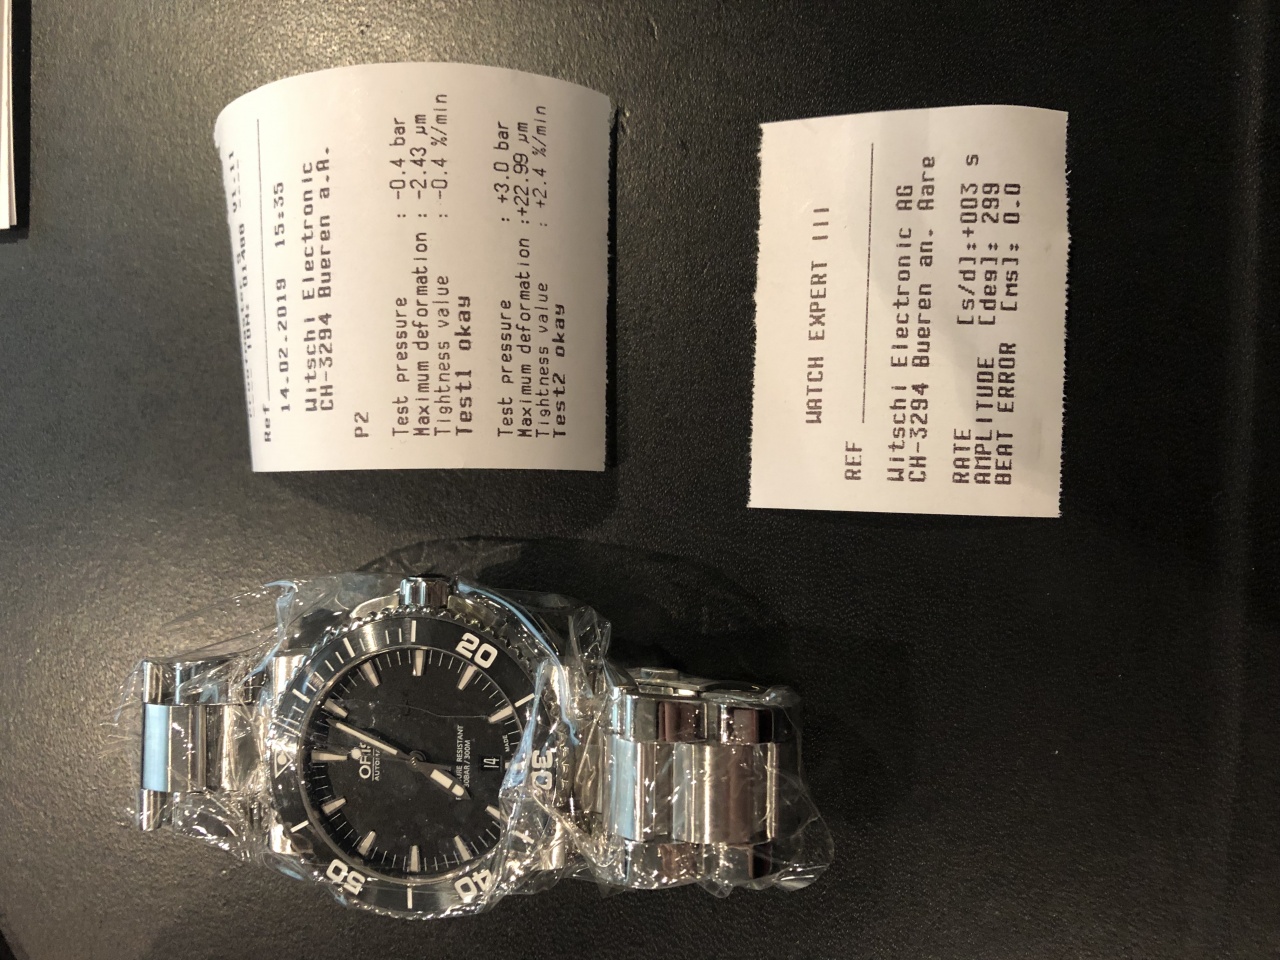 Ref
14.02.2019 15:35
Witschi Electronic
CH-3294 Bueren a.A.
P2
Test pressure : -0.4 bar
Maximum deformation : -2.43 µm
Tightness value : -0.4 %/min
Test1 okay
Test pressure : +3.0 bar
Maximum deformation :+22.99 µm
Tightness value : +2.4 %/min
Test2 okay
WATCH EXPERT III
REF
Witschi Electronic AG
CH-3294 Bueren an. Aare
RATE [s/d]:+003 s
AMPLITUDE [deg]: 299
BEAT ERROR [ms]: 0.0
20
30
40
50
14
MADE